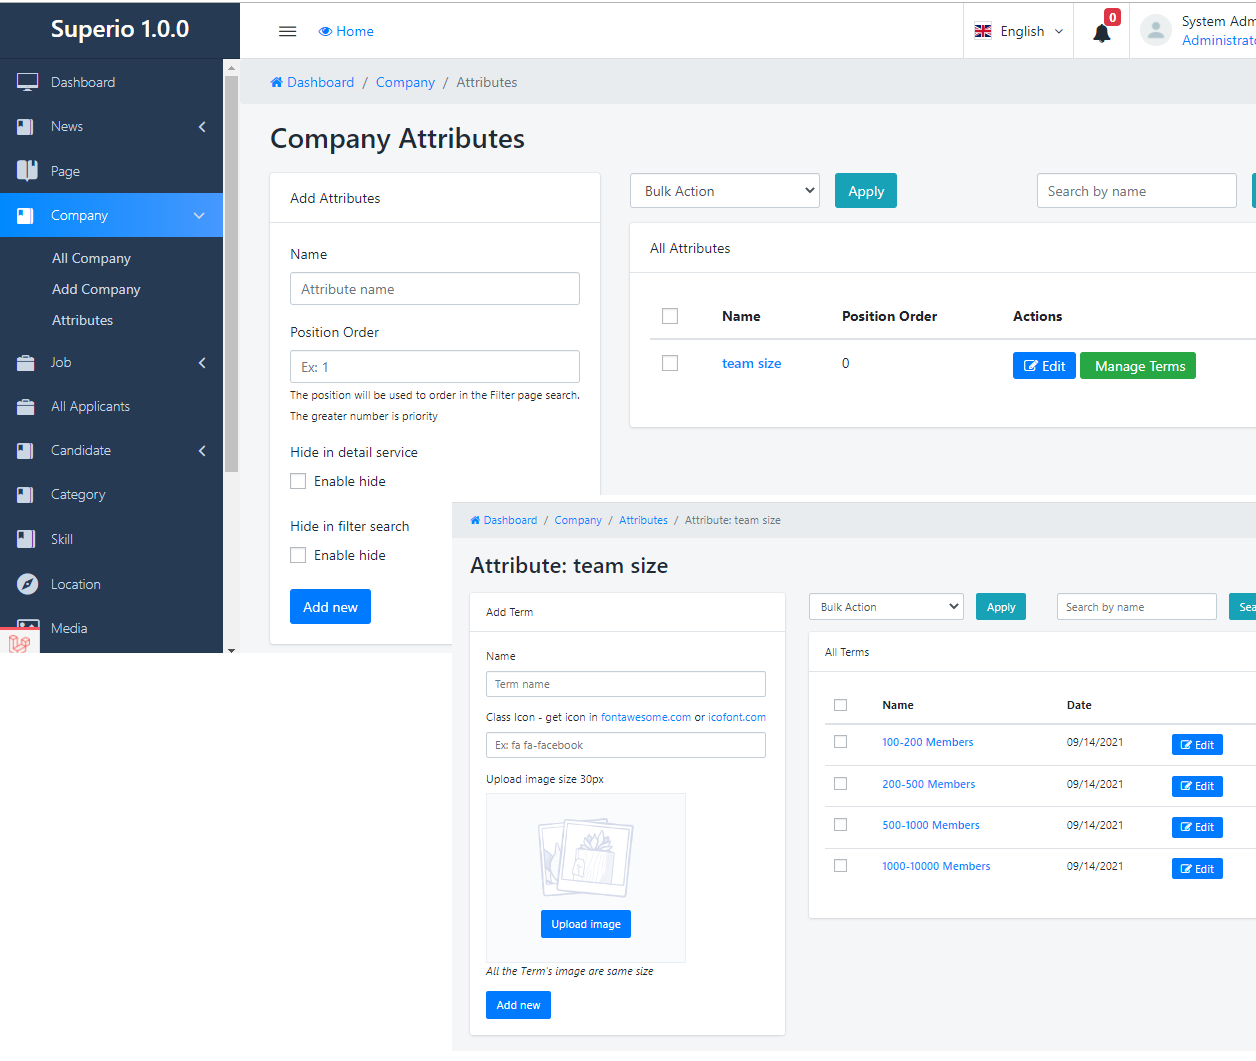 Superio 1.0.0
Home
English
0
System Adm
Administrato
Dashboard
News
Page
Company
All Company
Add Company
Attributes
Job
All Applicants
Candidate
Category
Skill
Location
Media
Dashboard / Company / Attributes
Company Attributes
Add Attributes
Name
Attribute name
Position Order
Ex: 1
The position will be used to order in the Filter page search.
The greater number is priority
Hide in detail service
Enable hide
Hide in filter search
Enable hide
Add new
Bulk Action
Apply
Search by name
All Attributes
Name Position Order Actions
team size 0 Edit Manage Terms
Dashboard / Company / Attributes / Attribute: team size
Attribute: team size
Add Term
Name
Term name
Class Icon - get icon in fontawesome.com or icofont.com
Ex: fa fa-facebook
Upload image size 30px
Upload image
All the Term's image are same size
Add new
Bulk Action
Apply
Search by name
Sea
All Terms
Name Date
100-200 Members 09/14/2021 Edit
200-500 Members 09/14/2021 Edit
500-1000 Members 09/14/2021 Edit
1000-10000 Members 09/14/2021 Edit